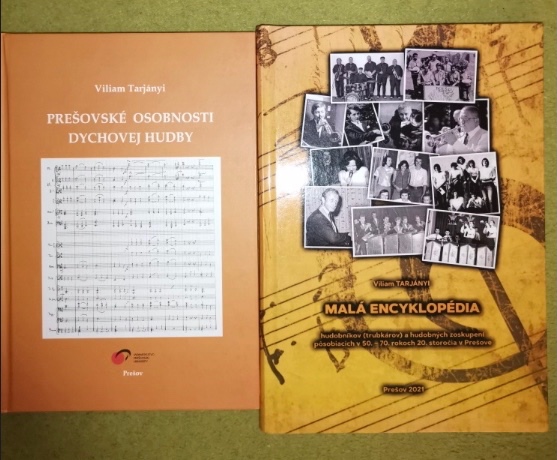 Viliam Tarjányi
PREŠOVSKÉ OSOBNOSTI
DYCHOVEJ HUDBY
Prešov
Viliam TARJÁNYI
MALÁ ENCYKLOPÉDIA
hudobníkov (trubkárov) a hudobných zoskupení
pôsobiacich v 50. - 70. rokoch 20. storočia v Prešove
Prešov 2021